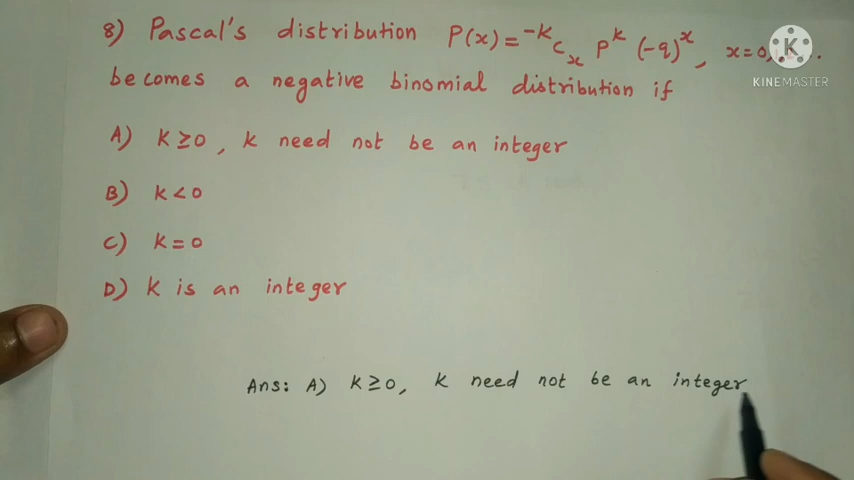 8) Pascal's distribution P(x) = ⁻ᵏCₓ pᵏ (-q)ˣ, x=0,
becomes a negative binomial distribution if
A) K ≥ 0, K need not be an integer
B) K < 0
C) K = 0
D) K is an integer
Ans: A) K ≥ 0, K need not be an integer
K
KINEMASTER